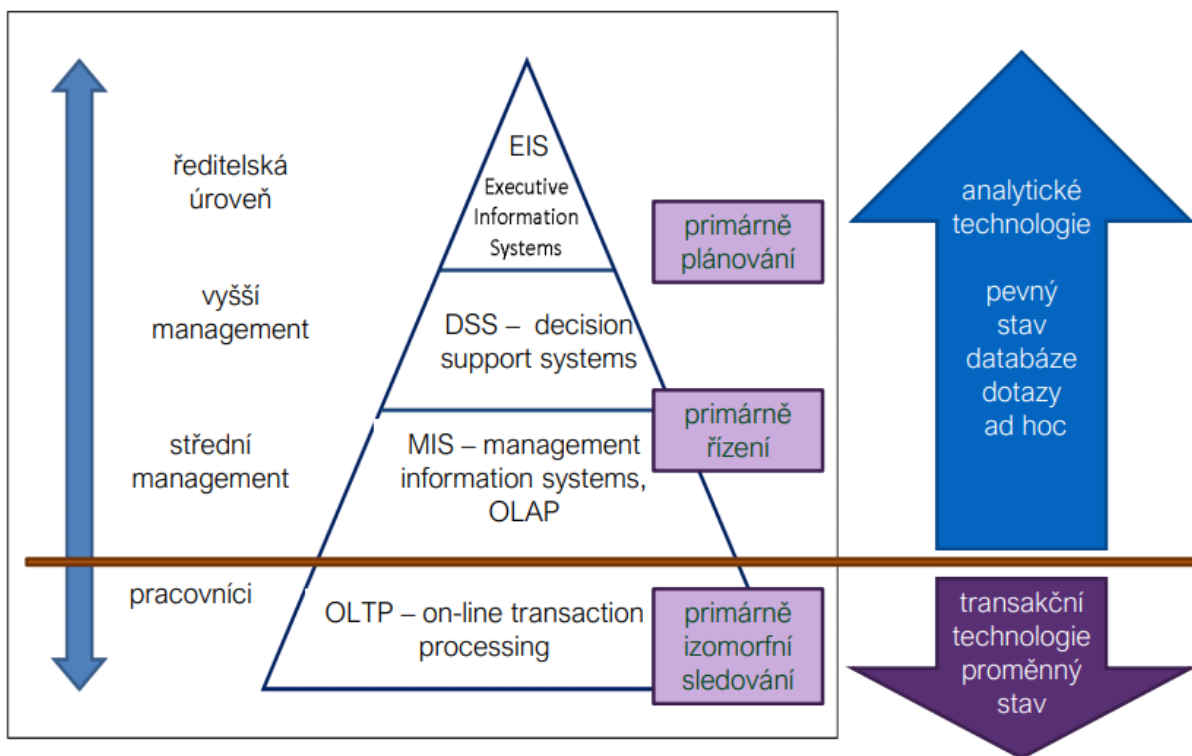 ředitelská
úroveň
EIS
Executive
Information
Systems
primárně
plánování
vyšší
management
DSS – decision
support systems
střední
management
MIS – management
information systems,
OLAP
primárně
řízení
pracovníci
OLTP – on-line transaction
processing
primárně
izomorfní
sledování
analytické
technologie
pevný
stav
databáze
dotazy
ad hoc
transakční
technologie
proměnný
stav